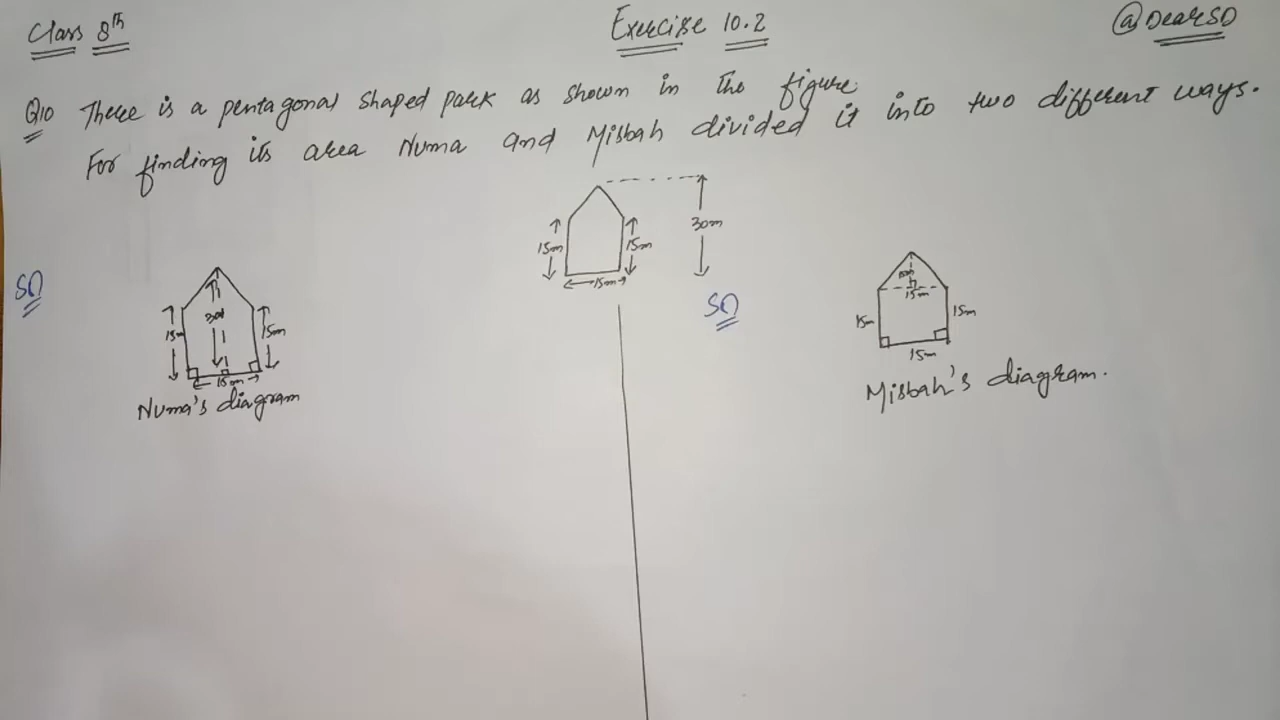 Class 8th
Exercise 10.2
@DearSD
Q10 There is a pentagonal shaped park as shown in the figure
For finding its area Numa and Misbah divided it into two different ways.
15m
15m
30m
15m
Sol
30
15m
15m
15m
Numa's diagram
Sol
15m
15m
15m
15m
Misbah's diagram.